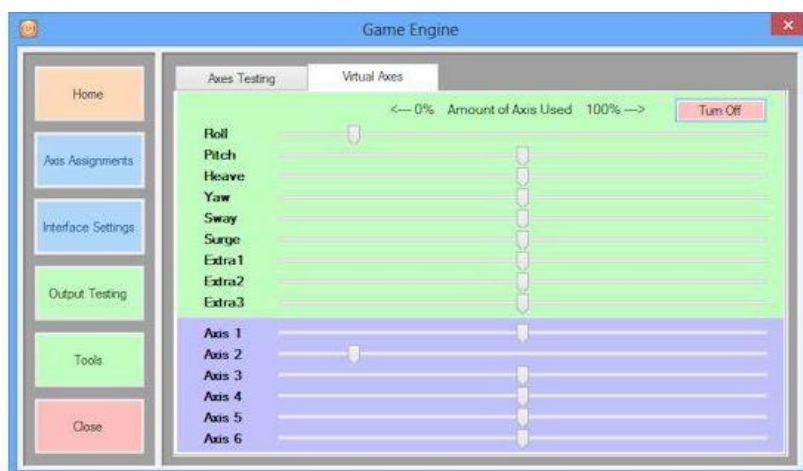 Game Engine
Home
Axis Assignments
Interface Settings
Output Testing
Tools
Close
Axes Testing
Virtual Axes
<--- 0% Amount of Axis Used 100% --->
Turn Off
Roll
Pitch
Heave
Yaw
Sway
Surge
Extra1
Extra2
Extra3
Axis 1
Axis 2
Axis 3
Axis 4
Axis 5
Axis 6